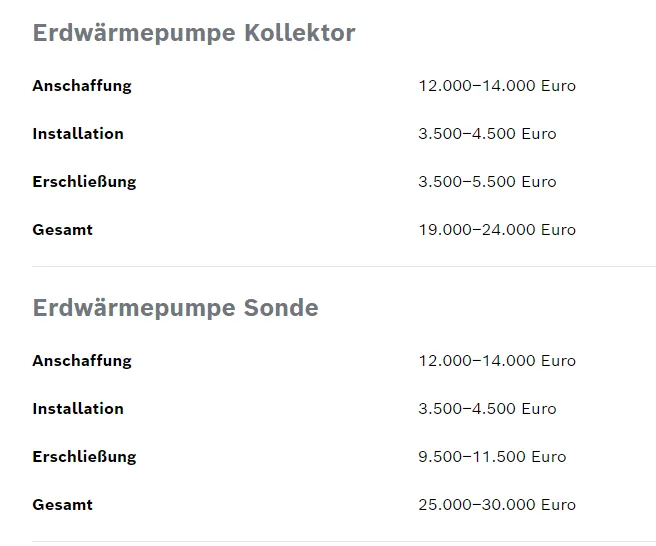 Erdwärmepumpe Kollektor
Anschaffung 12.000–14.000 Euro
Installation 3.500–4.500 Euro
Erschließung 3.500–5.500 Euro
Gesamt 19.000–24.000 Euro
Erdwärmepumpe Sonde
Anschaffung 12.000–14.000 Euro
Installation 3.500–4.500 Euro
Erschließung 9.500–11.500 Euro
Gesamt 25.000–30.000 Euro